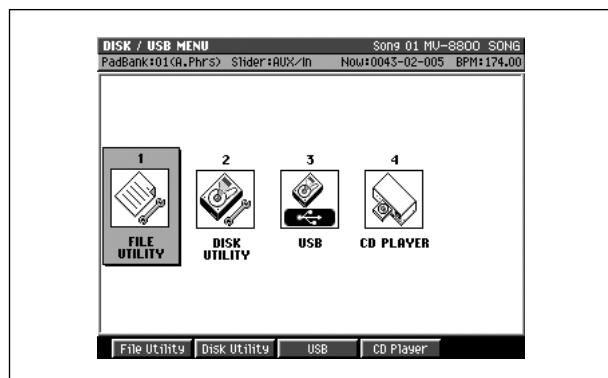 DISK / USB MENU Song 01 MV-8800 SONG
PadBank:01(A.Phrs) Slider:AUX/In Now:0043-02-005 BPM:174.00
1 2 3 4
FILE UTILITY
DISK UTILITY
USB
CD PLAYER
File Utility Disk Utility USB CD Player